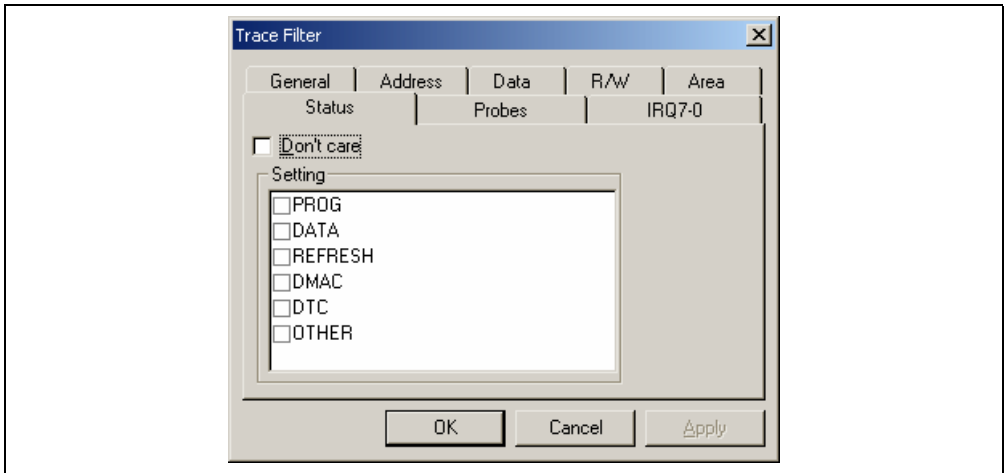 Trace Filter
General Address Data R/W Area
Status Probes IRQ7-0
Don't care
Setting
PROG
DATA
REFRESH
DMAC
DTC
OTHER
OK Cancel Apply